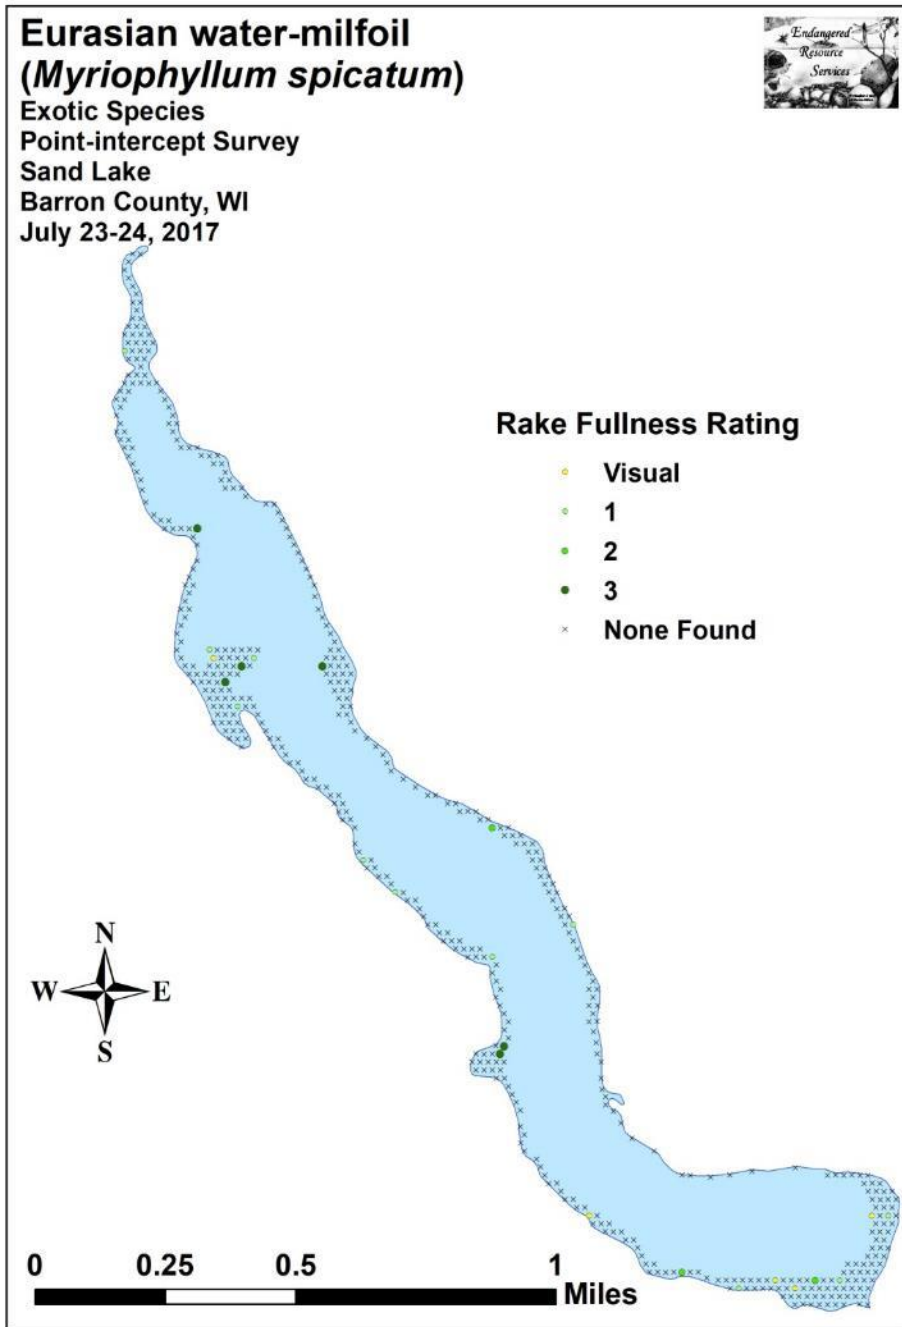 Eurasian water-milfoil
(Myriophyllum spicatum)
Exotic Species
Point-intercept Survey
Sand Lake
Barron County, WI
July 23-24, 2017
Endangered
Resource
Services
Rake Fullness Rating
Visual
1
2
3
None Found
N
W E
S
0 0.25 0.5 1
Miles